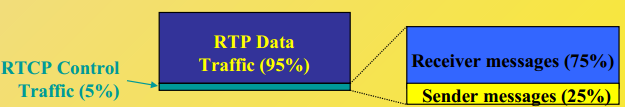 RTP Data
Traffic (95%)
RTCP Control
Traffic (5%)
Receiver messages (75%)
Sender messages (25%)